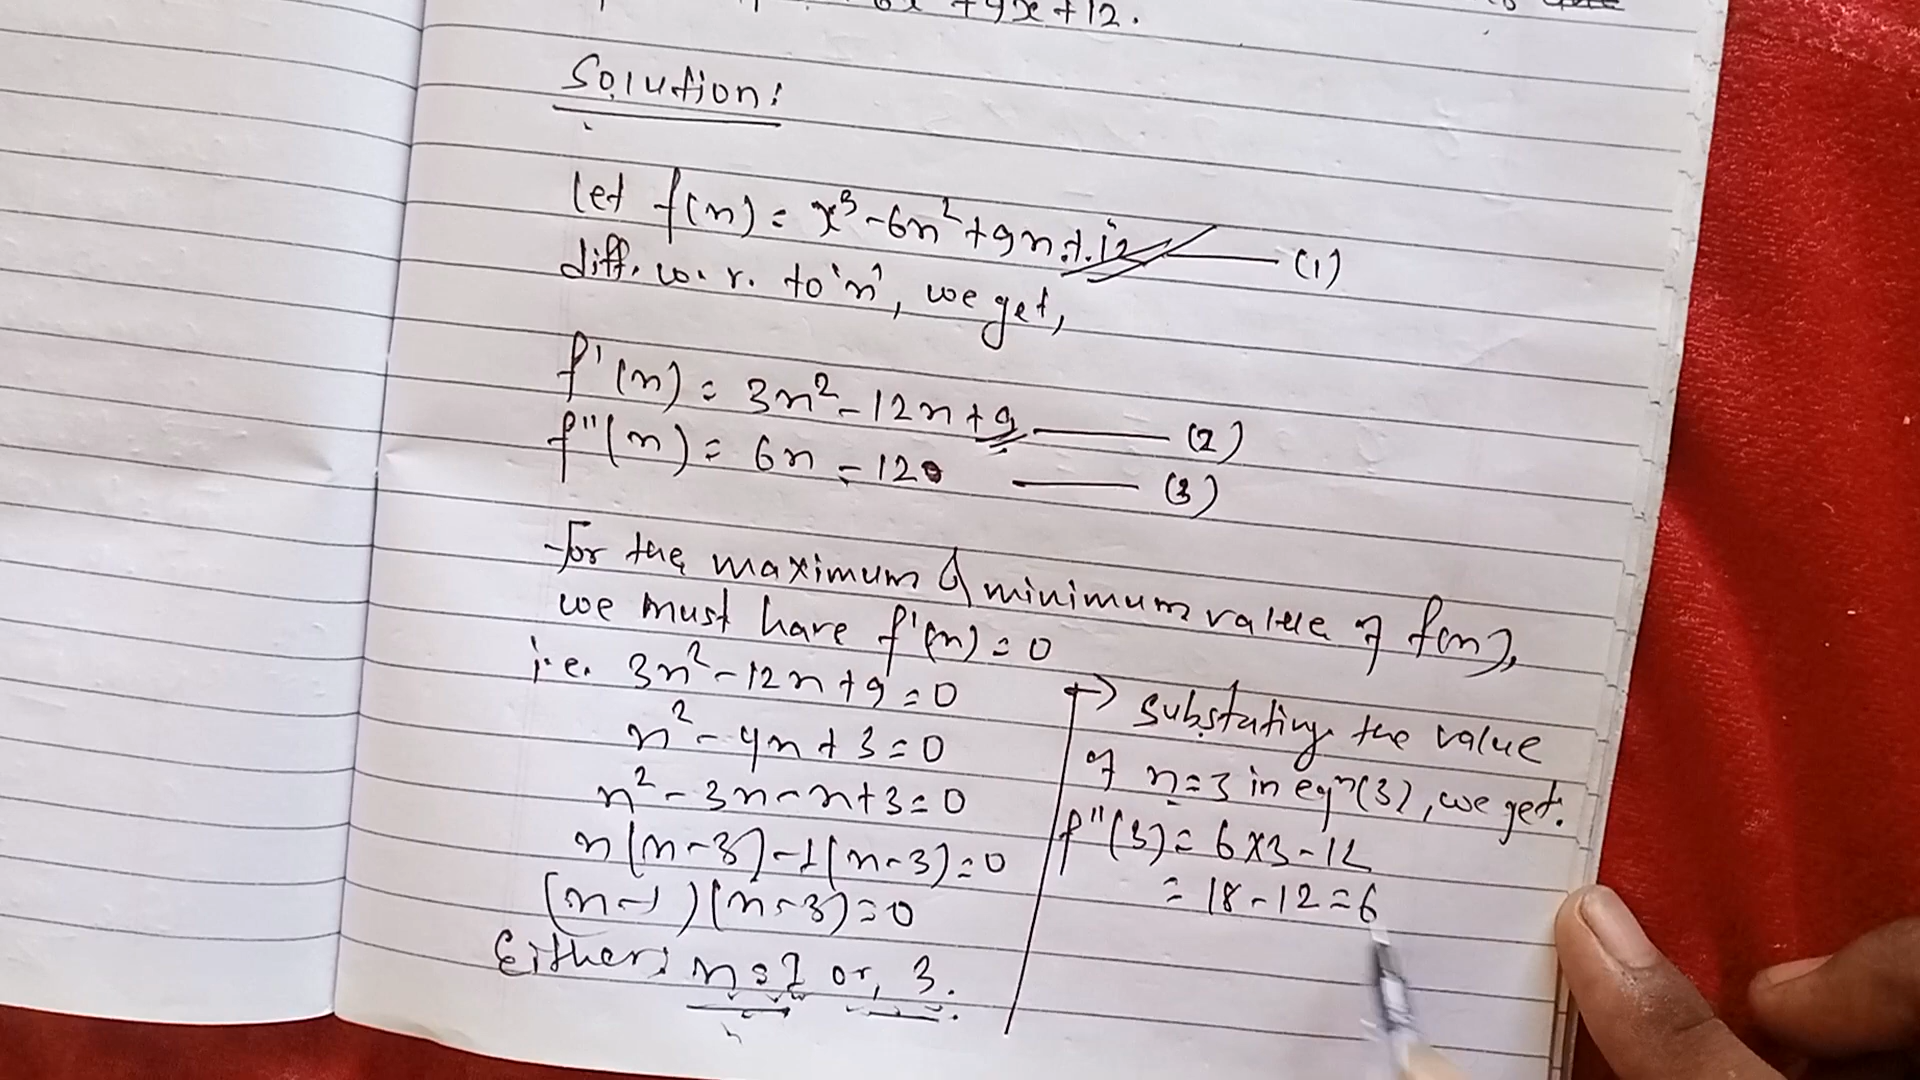 +9x+12.
Solution:
let f(x) = x³-6x²+9x+12 —— (1)
diff. w.r. to 'x', we get,
f'(x) = 3x²-12x+9 —— (2)
f''(x) = 6x-12 —— (3)
for the maximum & minimum value of f(x),
we must have f'(x)=0
i.e. 3x²-12x+9=0
x²-4x+3=0
x²-3x-x+3=0
x(x-3)-1(x-3)=0
(x-1)(x-3)=0
Either, x=1 or, 3.
→ substuting the value
of x=3 in eqⁿ(3), we get.
f''(3)= 6×3-12
= 18-12=6